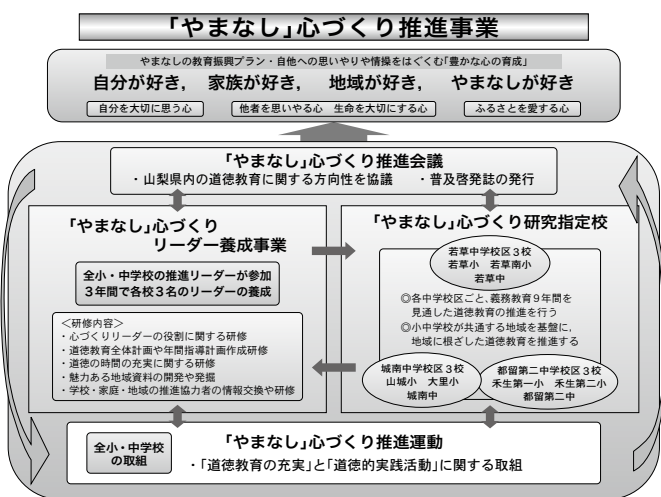 「やまなし」心づくり推進事業
やまなしの教育振興プラン・自他への思いやりや情操をはぐくむ「豊かな心の育成」
自分が好き， 家族が好き， 地域が好き， やまなしが好き
自分を大切に思う心 他者を思いやる心 生命を大切にする心 ふるさとを愛する心
「やまなし」心づくり推進会議
・山梨県内の道徳教育に関する方向性を協議 ・普及啓発誌の発行
「やまなし」心づくり
リーダー養成事業
全小・中学校の推進リーダーが参加
３年間で各校３名のリーダーの養成
＜研修内容＞
・心づくりリーダーの役割に関する研修
・道徳教育全体計画や年間指導計画作成研修
・道徳の時間の充実に関する研修
・魅力ある地域資料の開発や発掘
・学校・家庭・地域の推進協力者の情報交換や研修
「やまなし」心づくり研究指定校
若草中学校区３校
若草小 若草南小
若草中
◎各中学校区ごと、義務教育９年間を
見通した道徳教育の推進を行う
◎小中学校が共通する地域を基盤に，
地域に根ざした道徳教育を推進する
城南中学校区３校
山城小 大里小
城南中
都留第二中学校区３校
禾生第一小 禾生第二小
都留第二中
全小・中学校
の取組
「やまなし」心づくり推進運動
・「道徳教育の充実」と「道徳的実践活動」に関する取組